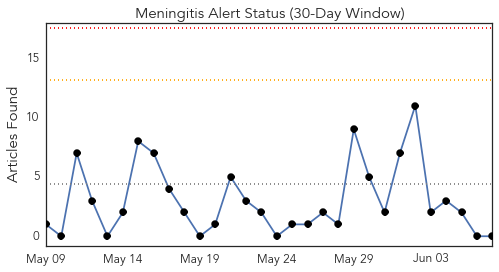 Meningitis Alert Status (30-Day Window)
Articles Found
15
10
5
0
May 09 May 14 May 19 May 24 May 29 Jun 03